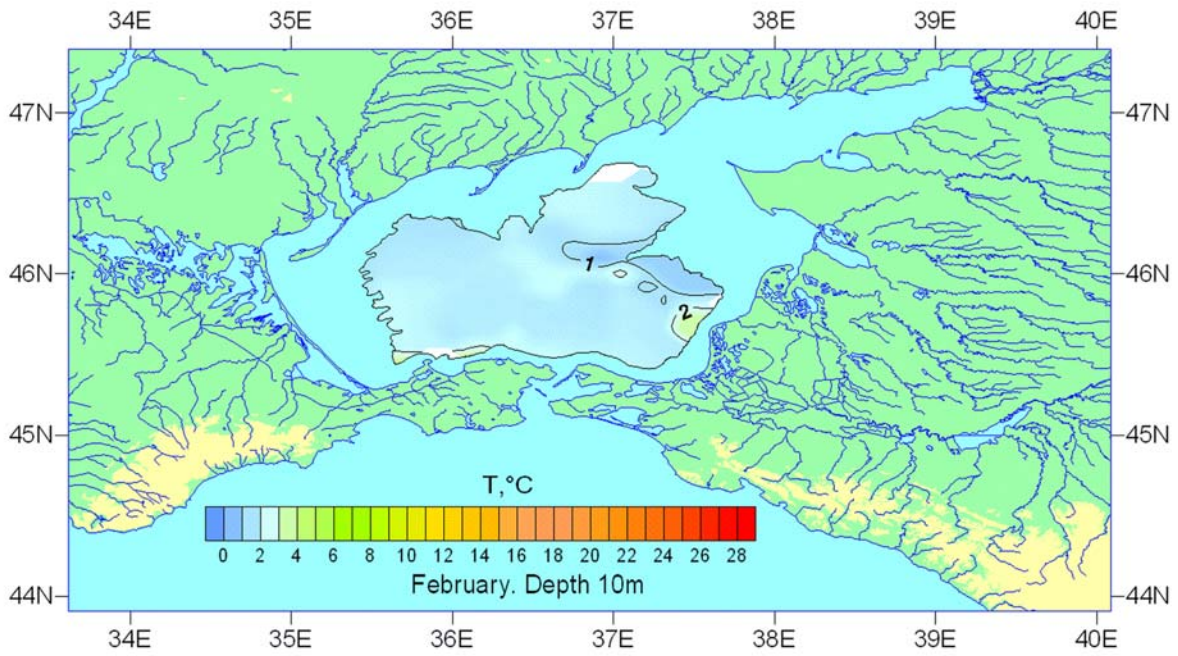 34E 35E 36E 37E 38E 39E 40E
47N 47N
46N 46N
1
2
45N 45N
T,°C
0 2 4 6 8 10 12 14 16 18 20 22 24 26 28
February. Depth 10m
44N 44N
34E 35E 36E 37E 38E 39E 40E